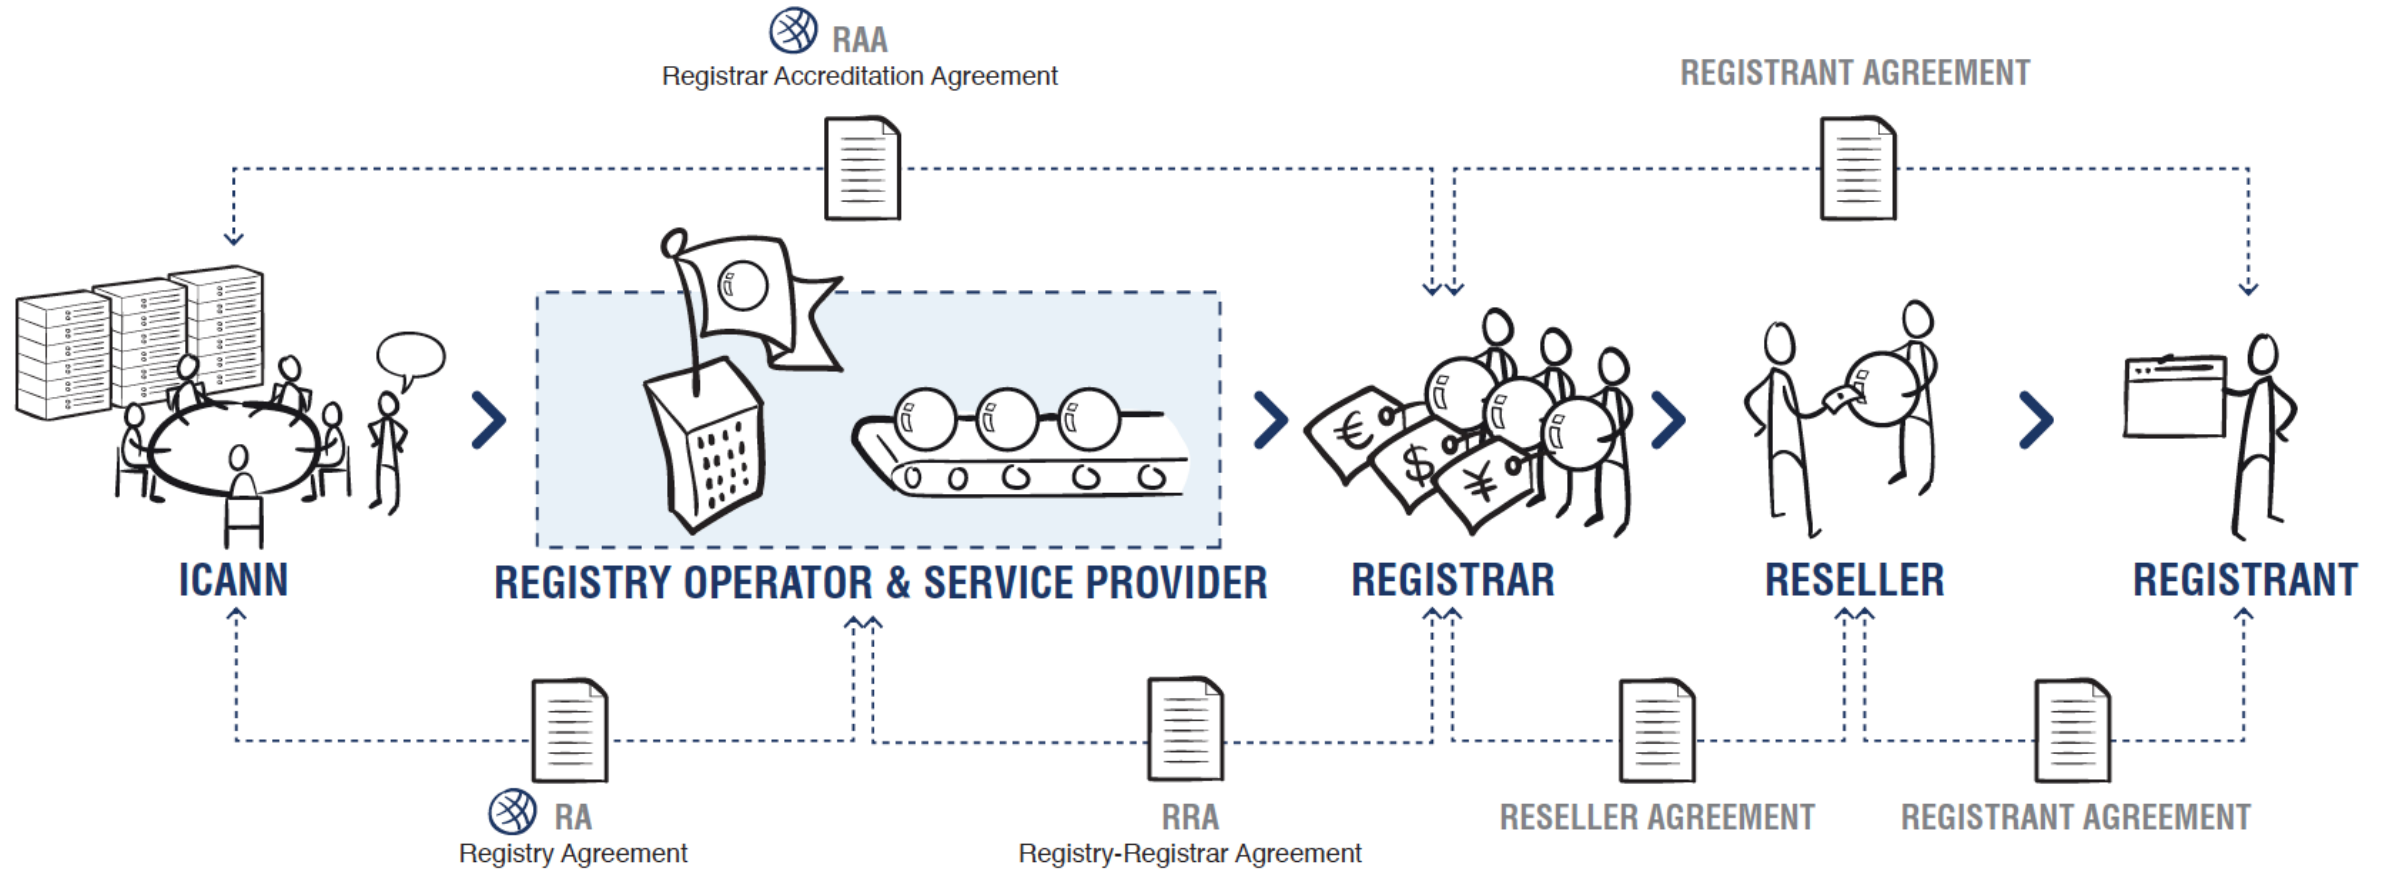 RAA
Registrar Accreditation Agreement
REGISTRANT AGREEMENT
€
$
¥
ICANN
REGISTRY OPERATOR & SERVICE PROVIDER
REGISTRAR
RESELLER
REGISTRANT
RA
Registry Agreement
RRA
Registry-Registrar Agreement
RESELLER AGREEMENT
REGISTRANT AGREEMENT